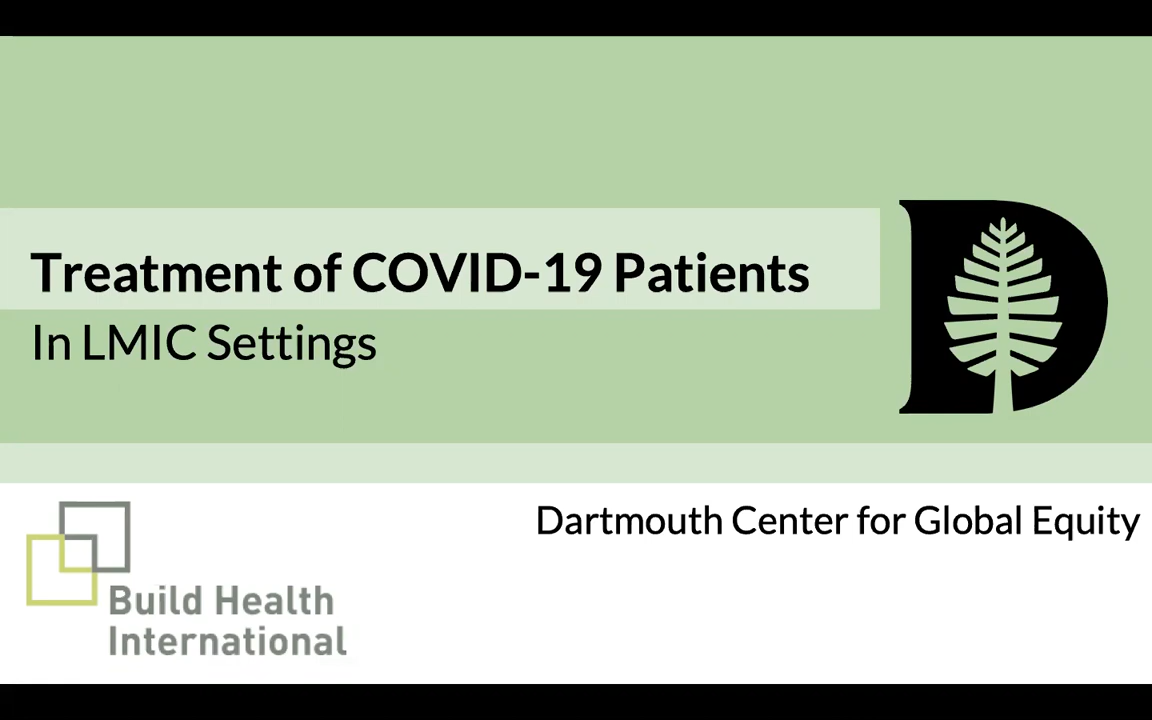 Treatment of COVID-19 Patients
In LMIC Settings
Dartmouth Center for Global Equity
Build Health
International